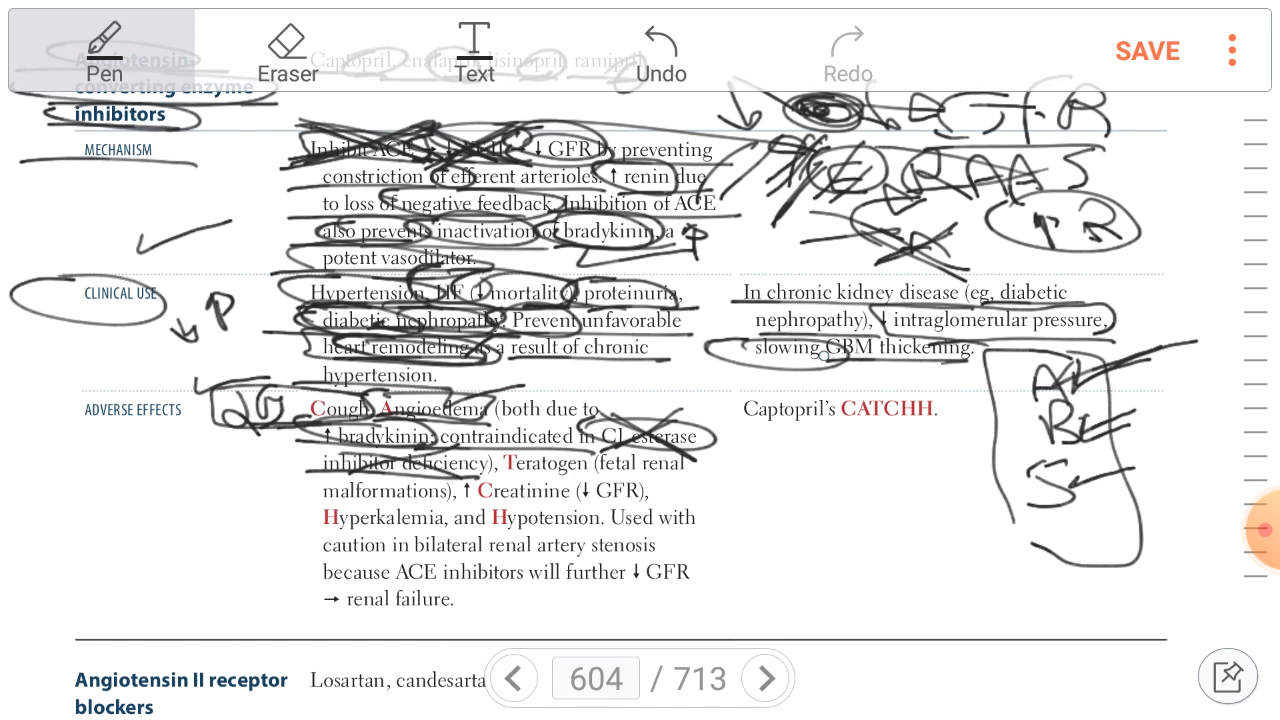 Pen
Eraser
Text
Undo
Redo
SAVE
Angiotensin-
converting enzyme
inhibitors
Captopril, enalapril, lisinopril, ramipril.
MECHANISM
Inhibit ACE → ↓ → ↓ GFR by preventing
constriction of efferent arterioles. ↑ renin due
to loss of negative feedback. Inhibition of ACE
also prevents inactivation of bradykinin, a
potent vasodilator.
↓ GFR
E RAAS
↑ R
CLINICAL USE
Hypertension, HF (↓ mortality), proteinuria,
diabetic nephropathy. Prevent unfavorable
heart remodeling as a result of chronic
hypertension.
In chronic kidney disease (eg, diabetic
nephropathy), ↓ intraglomerular pressure,
slowing GBM thickening.
ADVERSE EFFECTS
Cough, Angioedema (both due to
↑ bradykinin; contraindicated in C1 esterase
inhibitor deficiency), Teratogen (fetal renal
malformations), ↑ Creatinine (↓ GFR),
Hyperkalemia, and Hypotension. Used with
caution in bilateral renal artery stenosis
because ACE inhibitors will further ↓ GFR
→ renal failure.
Captopril's CATCHH.
A
B
S
Angiotensin II receptor
blockers
Losartan, candesarta
604 / 713